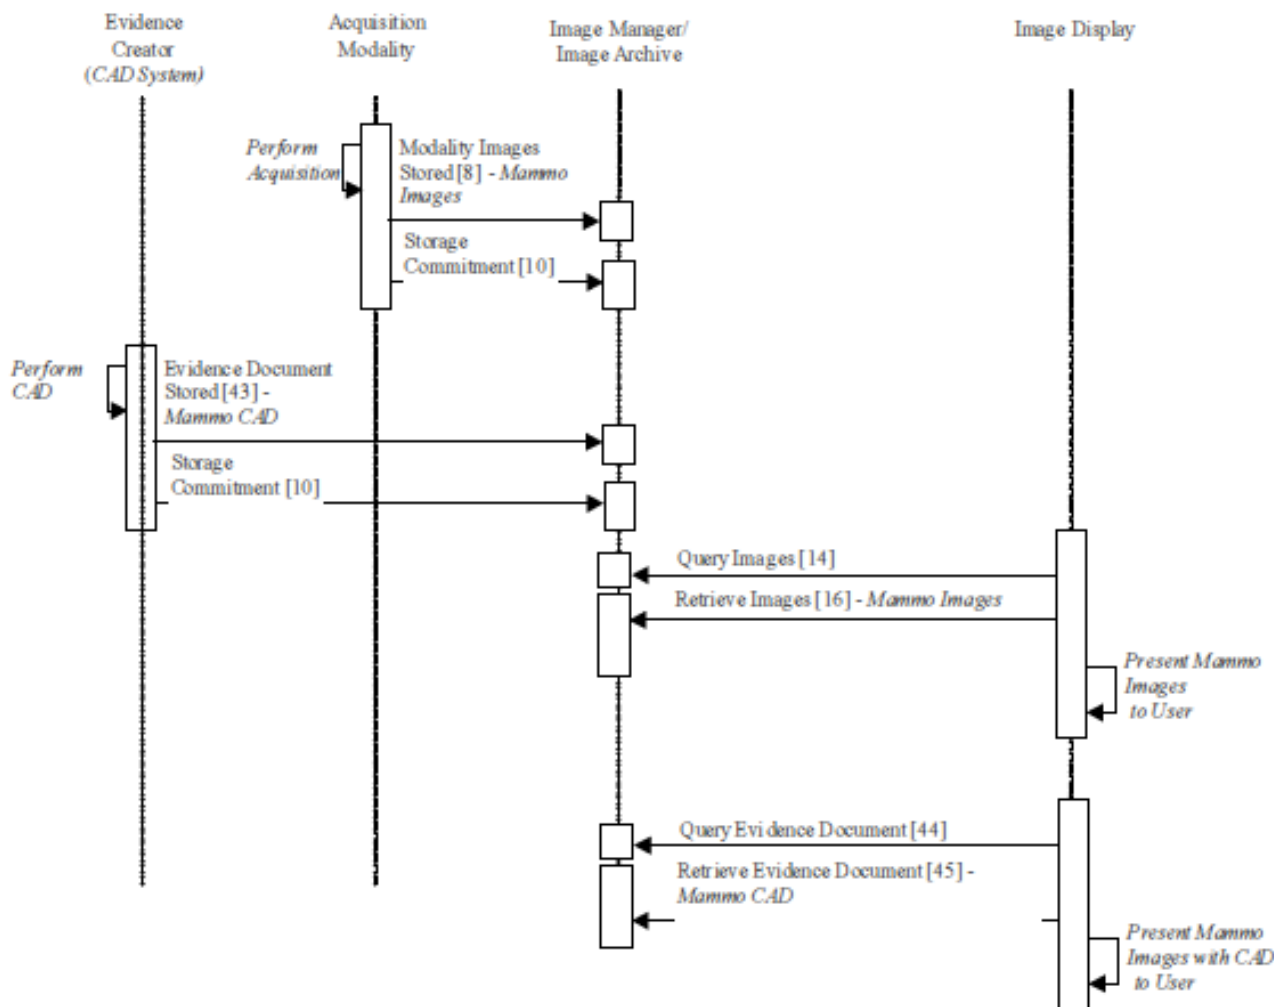 Evidence
Creator
(CAD System)
Acquisition
Modality
Image Manager/
Image Archive
Image Display
Perform
Acquisition
Modality Images
Stored [8] - Mammo
Images
Storage
Commitment [10]
Perform
CAD
Evidence Document
Stored [43] -
Mammo CAD
Storage
Commitment [10]
Query Images [14]
Retrieve Images [16] - Mammo Images
Present Mammo
Images
to User
Query Evidence Document [44]
Retrieve Evidence Document [45] -
Mammo CAD
Present Mammo
Images with CAD
to User